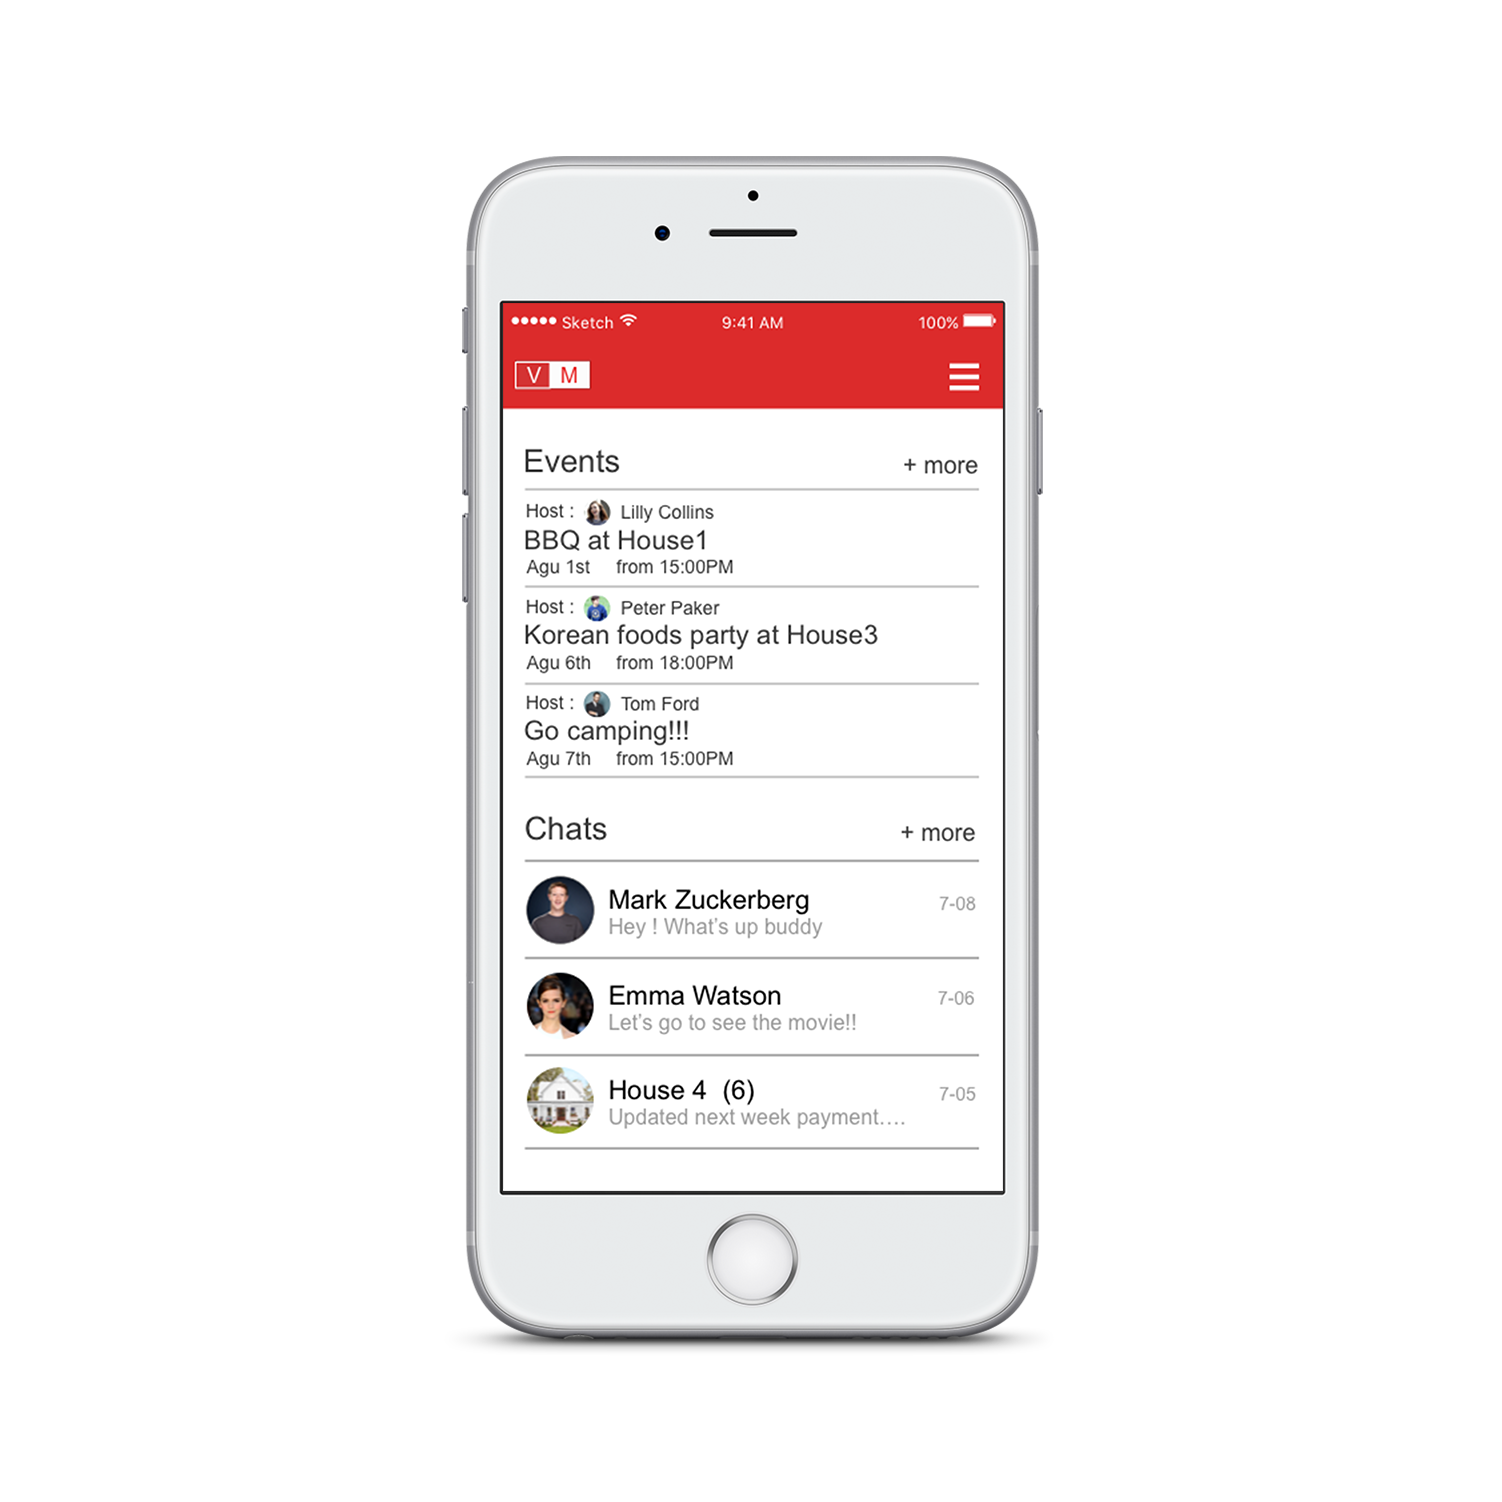 Sketch 9:41 AM 100%
V M
Events + more
Host : Lilly Collins
BBQ at House1
Agu 1st from 15:00PM
Host : Peter Paker
Korean foods party at House3
Agu 6th from 18:00PM
Host : Tom Ford
Go camping!!!
Agu 7th from 15:00PM
Chats + more
Mark Zuckerberg 7-08
Hey ! What's up buddy
Emma Watson 7-06
Let's go to see the movie!!
House 4 (6) 7-05
Updated next week payment....